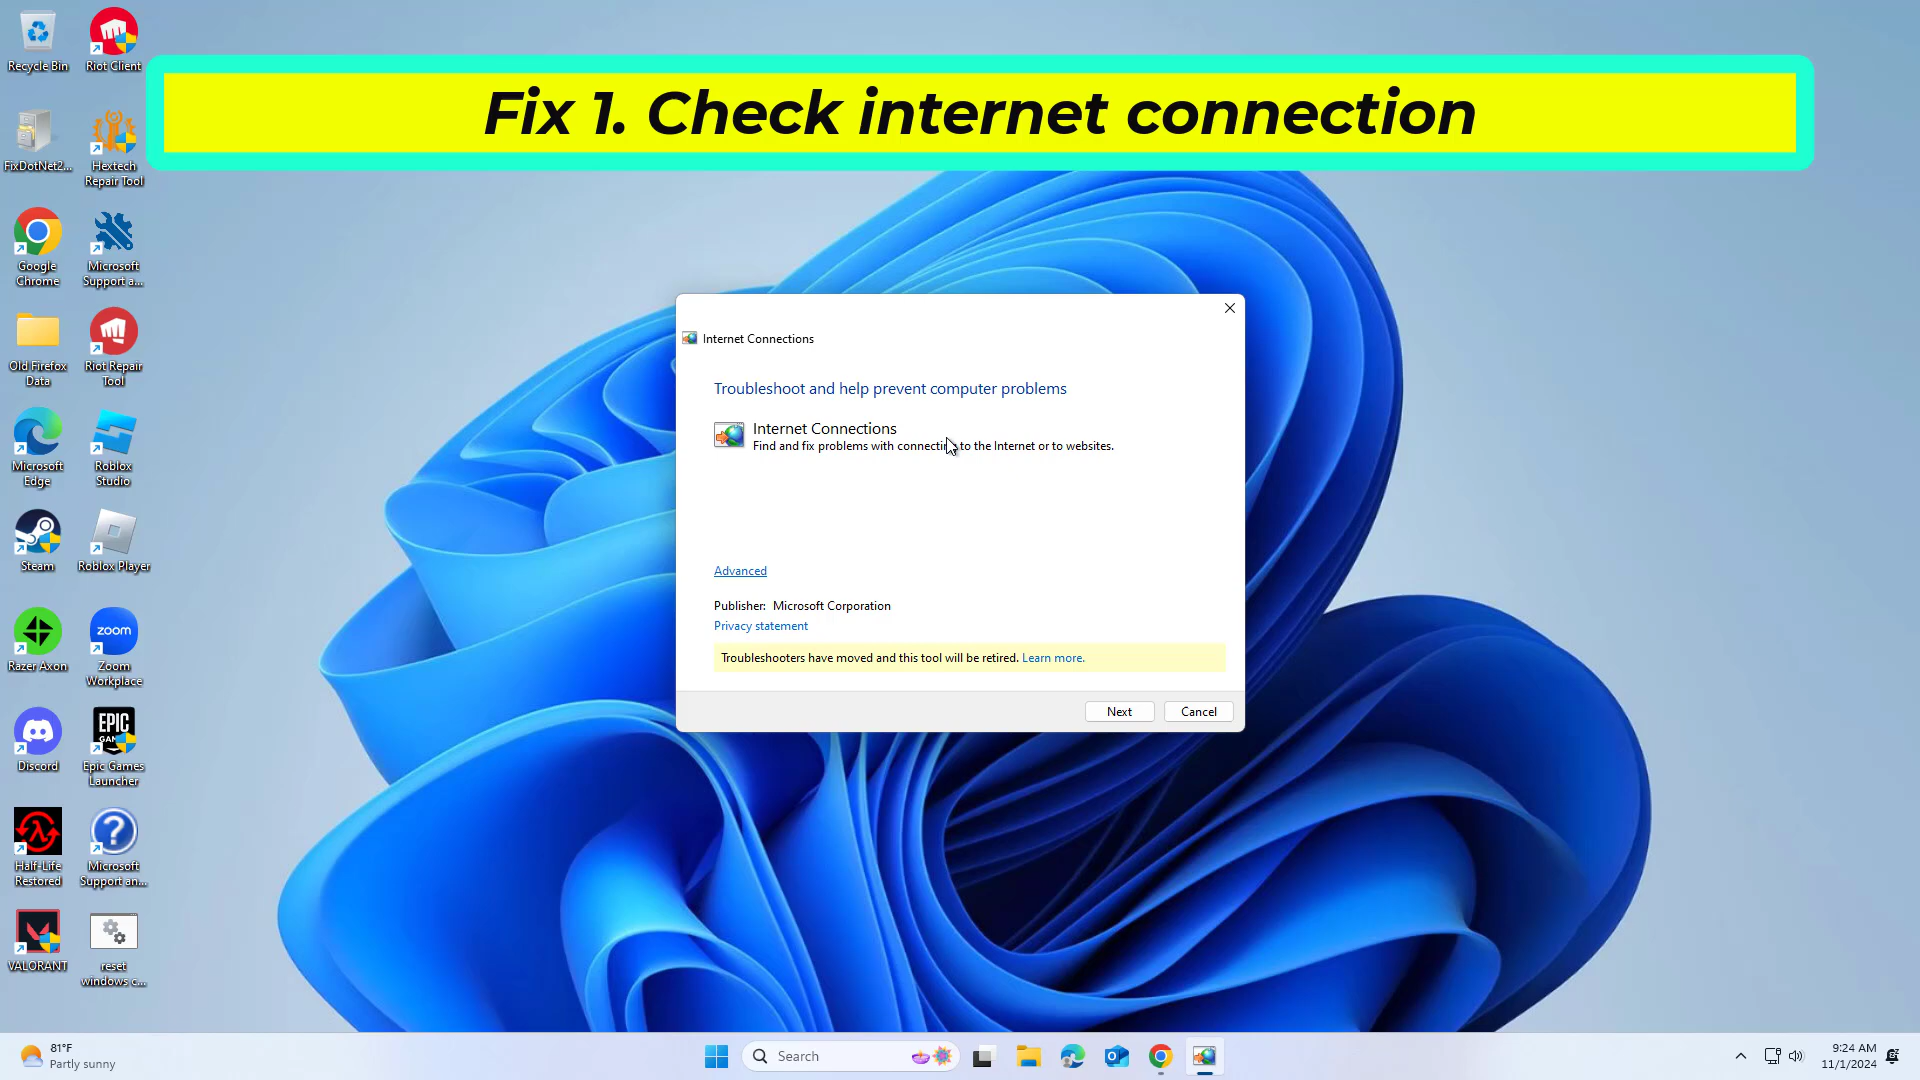 Fix 1. Check internet connection
Recycle Bin
Riot Client
FixDotNet2...
Hextech
Repair Tool
Google
Chrome
Microsoft
Support a...
Old Firefox
Data
Riot Repair
Tool
Microsoft
Edge
Roblox
Studio
Steam
Roblox Player
Razer Axon
zoom
Zoom
Workplace
Discord
EPIC
GAMES
Epic Games
Launcher
Half-Life
Restored
?
Microsoft
Support an...
VALORANT
reset
windows c...
Internet Connections
Troubleshoot and help prevent computer problems
Internet Connections
Find and fix problems with connecting to the Internet or to websites.
Advanced
Publisher: Microsoft Corporation
Privacy statement
Troubleshooters have moved and this tool will be retired. Learn more.
Next
Cancel
81°F
Partly sunny
Search
9:24 AM
11/1/2024